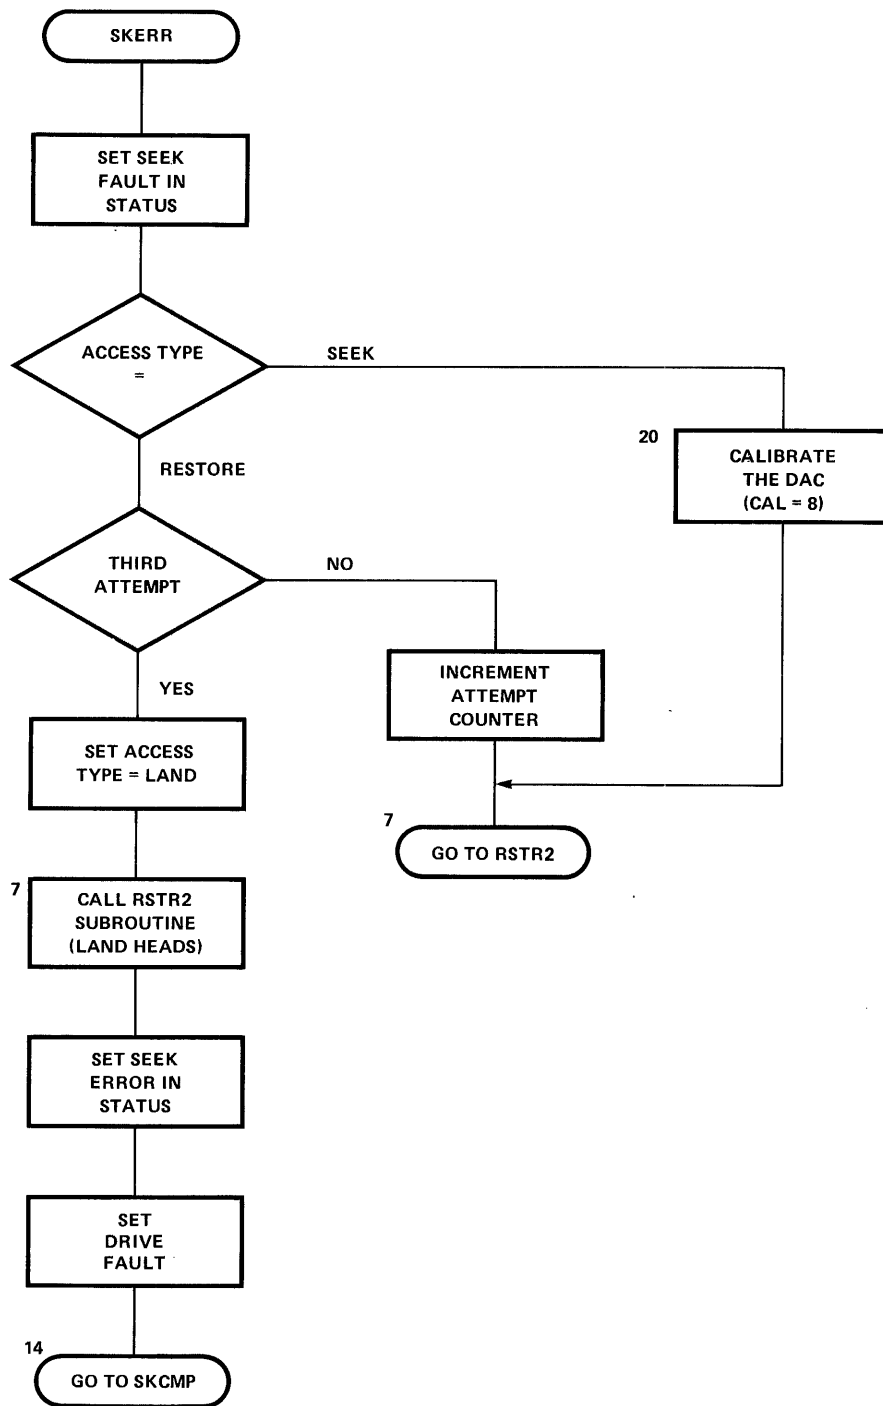 SKERR
SET SEEK
FAULT IN
STATUS
ACCESS TYPE
=
SEEK
20
CALIBRATE
THE DAC
(CAL = 8)
RESTORE
THIRD
ATTEMPT
NO
INCREMENT
ATTEMPT
COUNTER
YES
SET ACCESS
TYPE = LAND
7
GO TO RSTR2
7
CALL RSTR2
SUBROUTINE
(LAND HEADS)
SET SEEK
ERROR IN
STATUS
SET
DRIVE
FAULT
14
GO TO SKCMP